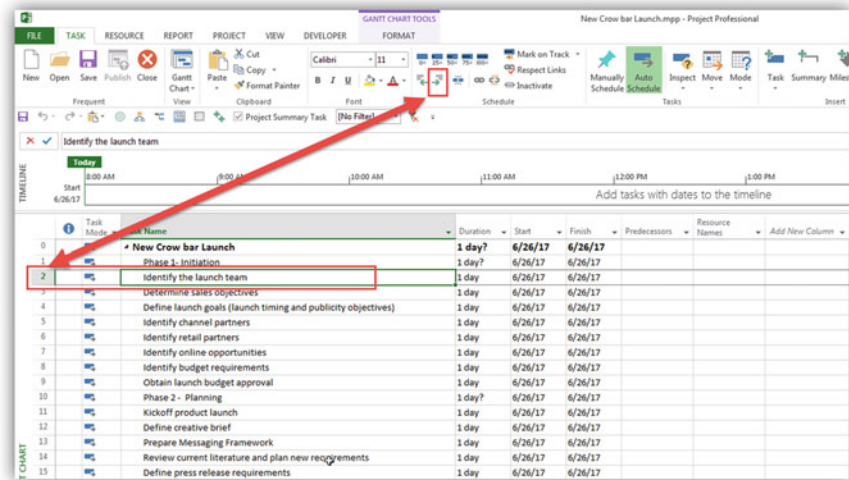 GANTT CHART TOOLS
New Crow bar Launch.mpp - Project Professional
FILE TASK RESOURCE REPORT PROJECT VIEW DEVELOPER FORMAT
New Open Save Publish Close
Gantt Chart
Paste
Cut
Copy
Format Painter
Calibri 11
B I U A
0% 25% 50% 75% 100%
Mark on Track
Respect Links
Inactivate
Manually Schedule
Auto Schedule
Inspect Move Mode
Task Summary Miles
Frequent View Clipboard Font Schedule Tasks Insert
Project Summary Task [No Filter]
Identify the launch team
TIMELINE
Today
Start
6/26/17
8:00 AM 9:00 AM 10:00 AM 11:00 AM 12:00 PM 1:00 PM
Add tasks with dates to the timeline
Task Mode Task Name Duration Start Finish Predecessors Resource Names Add New Column
0 New Crow bar Launch 1 day? 6/26/17 6/26/17
1 Phase 1- Initiation 1 day? 6/26/17 6/26/17
2 Identify the launch team 1 day 6/26/17 6/26/17
3 Determine sales objectives 1 day 6/26/17 6/26/17
4 Define launch goals (launch timing and publicity objectives) 1 day 6/26/17 6/26/17
5 Identify channel partners 1 day 6/26/17 6/26/17
6 Identify retail partners 1 day 6/26/17 6/26/17
7 Identify online opportunities 1 day 6/26/17 6/26/17
8 Identify budget requirements 1 day 6/26/17 6/26/17
9 Obtain launch budget approval 1 day 6/26/17 6/26/17
10 Phase 2 - Planning 1 day? 6/26/17 6/26/17
11 Kickoff product launch 1 day 6/26/17 6/26/17
12 Define creative brief 1 day 6/26/17 6/26/17
13 Prepare Messaging Framework 1 day 6/26/17 6/26/17
14 Review current literature and plan new requirements 1 day 6/26/17 6/26/17
15 Define press release requirements 1 day 6/26/17 6/26/17
T CHART